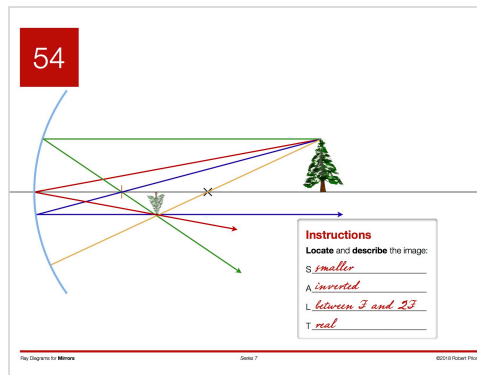 54
Instructions
Locate and describe the image:
S smaller
A inverted
L between F and 2F
T real
Ray Diagrams for Mirrors Series 7 ©2018 Robert